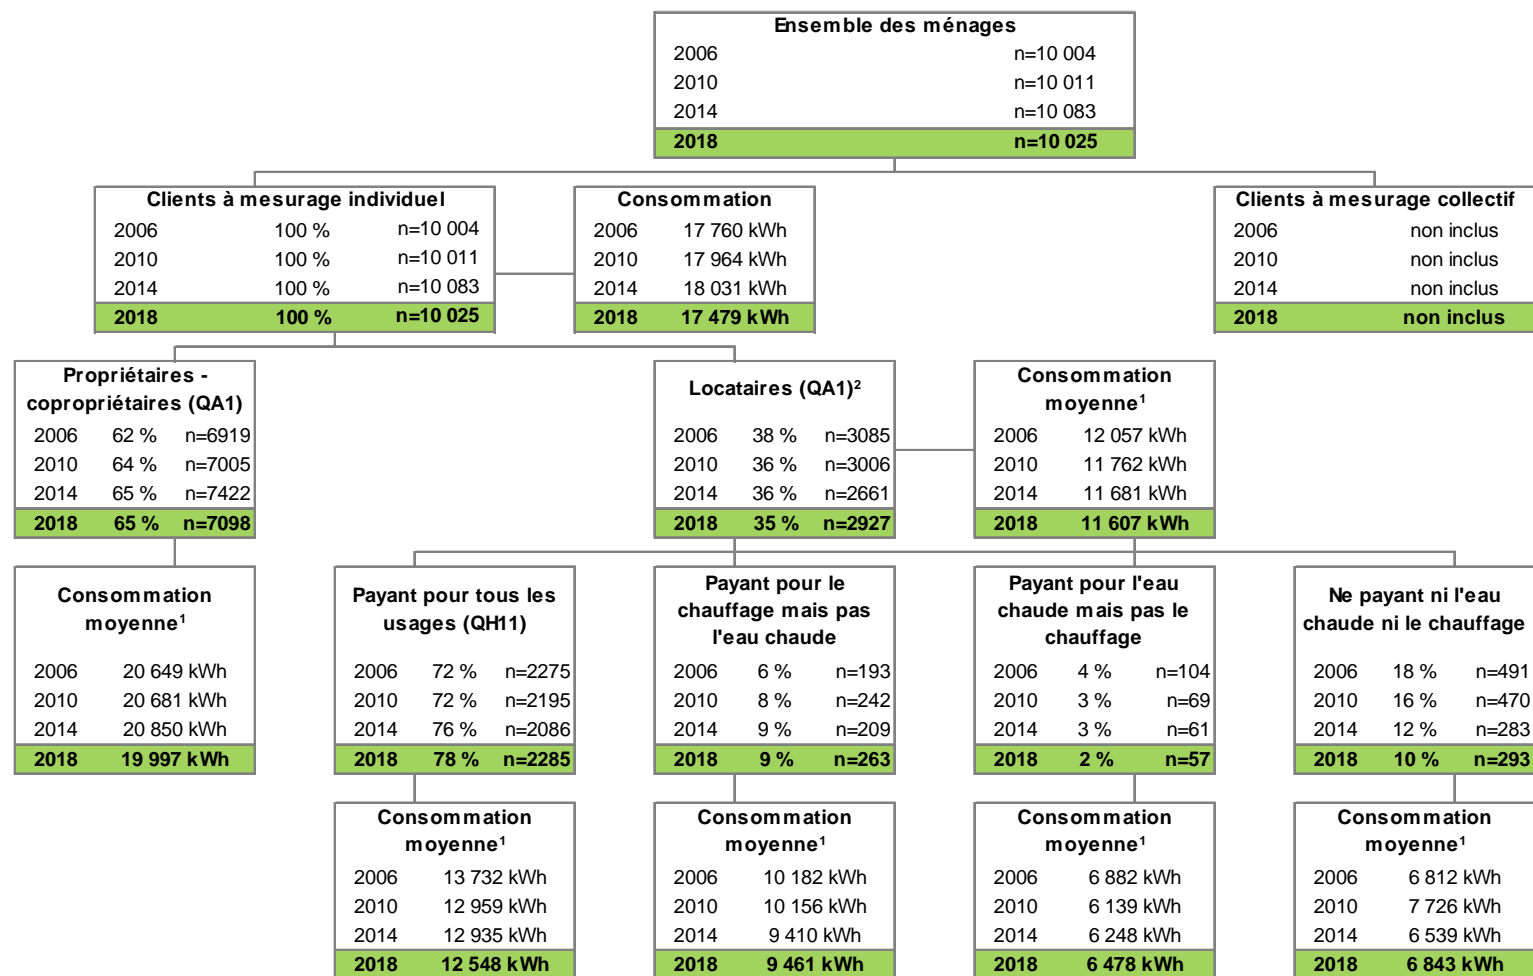 Ensemble des ménages
2006 n=10 004
2010 n=10 011
2014 n=10 083
2018 n=10 025
Clients à mesurage individuel
2006 100 % n=10 004
2010 100 % n=10 011
2014 100 % n=10 083
2018 100 % n=10 025
Consommation
2006 17 760 kWh
2010 17 964 kWh
2014 18 031 kWh
2018 17 479 kWh
Clients à mesurage collectif
2006 non inclus
2010 non inclus
2014 non inclus
2018 non inclus
Propriétaires -
copropriétaires (QA1)
2006 62 % n=6919
2010 64 % n=7005
2014 65 % n=7422
2018 65 % n=7098
Locataires (QA1)²
2006 38 % n=3085
2010 36 % n=3006
2014 36 % n=2661
2018 35 % n=2927
Consommation
moyenne¹
2006 12 057 kWh
2010 11 762 kWh
2014 11 681 kWh
2018 11 607 kWh
Consommation
moyenne¹
2006 20 649 kWh
2010 20 681 kWh
2014 20 850 kWh
2018 19 997 kWh
Payant pour tous les
usages (QH11)
2006 72 % n=2275
2010 72 % n=2195
2014 76 % n=2086
2018 78 % n=2285
Payant pour le
chauffage mais pas
l'eau chaude
2006 6 % n=193
2010 8 % n=242
2014 9 % n=209
2018 9 % n=263
Payant pour l'eau
chaude mais pas le
chauffage
2006 4 % n=104
2010 3 % n=69
2014 3 % n=61
2018 2 % n=57
Ne payant ni l'eau
chaude ni le chauffage
2006 18 % n=491
2010 16 % n=470
2014 12 % n=283
2018 10 % n=293
Consommation
moyenne¹
2006 13 732 kWh
2010 12 959 kWh
2014 12 935 kWh
2018 12 548 kWh
Consommation
moyenne¹
2006 10 182 kWh
2010 10 156 kWh
2014 9 410 kWh
2018 9 461 kWh
Consommation
moyenne¹
2006 6 882 kWh
2010 6 139 kWh
2014 6 248 kWh
2018 6 478 kWh
Consommation
moyenne¹
2006 6 812 kWh
2010 7 726 kWh
2014 6 539 kWh
2018 6 843 kWh